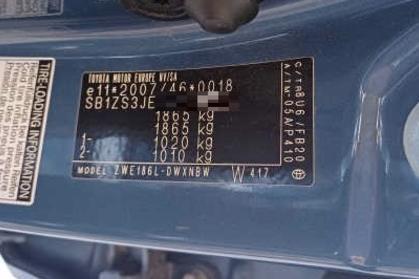 TOYOTA MOTOR EUROPE NV/SA
e11*2007/46*0018
SB1ZS3JE
1865 kg
1865 kg
1- 1020 kg
2- 1010 kg
MODEL ZWE186L-DWXNBW W 417
C/TR 8U6/FB20
A/TM -05A/P410
TIRE-LOADING INFORMATION